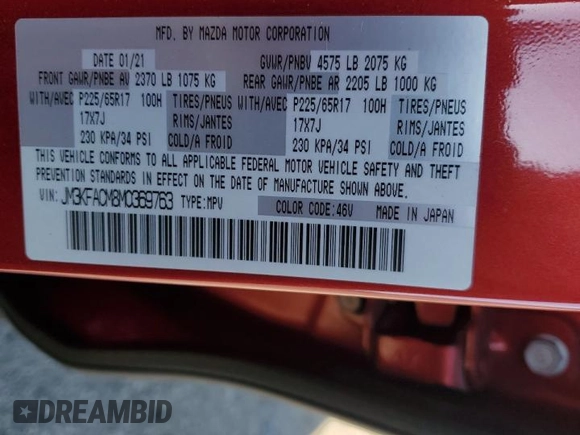 MFD. BY MAZDA MOTOR CORPORATION
DATE 01/21 GVWR/PNBV 4575 LB 2075 KG
FRONT GAWR/PNBE AV 2370 LB 1075 KG REAR GAWR/PNBE AR 2205 LB 1000 KG
WITH/AVEC P225/65R17 100H TIRES/PNEUS WITH/AVEC P225/65R17 100H TIRES/PNEUS
17X7J RIMS/JANTES 17X7J RIMS/JANTES
230 KPA/34 PSI COLD/A FROID 230 KPA/34 PSI COLD/A FROID
THIS VEHICLE CONFORMS TO ALL APPLICABLE FEDERAL MOTOR VEHICLE SAFETY AND THEFT
PREVENTION STANDARDS IN EFFECT ON THE DATE OF MANUFACTURE SHOWN ABOVE.
VIN: JM3KFACM8M0369763 TYPE:MPV COLOR CODE:46V MADE IN JAPAN
DREAMBID